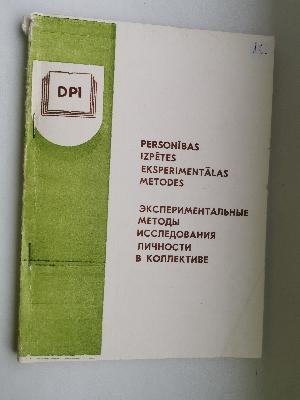 DPI
PERSONĪBAS
IZPĒTES
EKSPERIMENTĀLAS
METODES
ЭКСПЕРИМЕНТАЛЬНЫЕ
МЕТОДЫ
ИССЛЕДОВАНИЯ
ЛИЧНОСТИ
В КОЛЛЕКТИВЕ